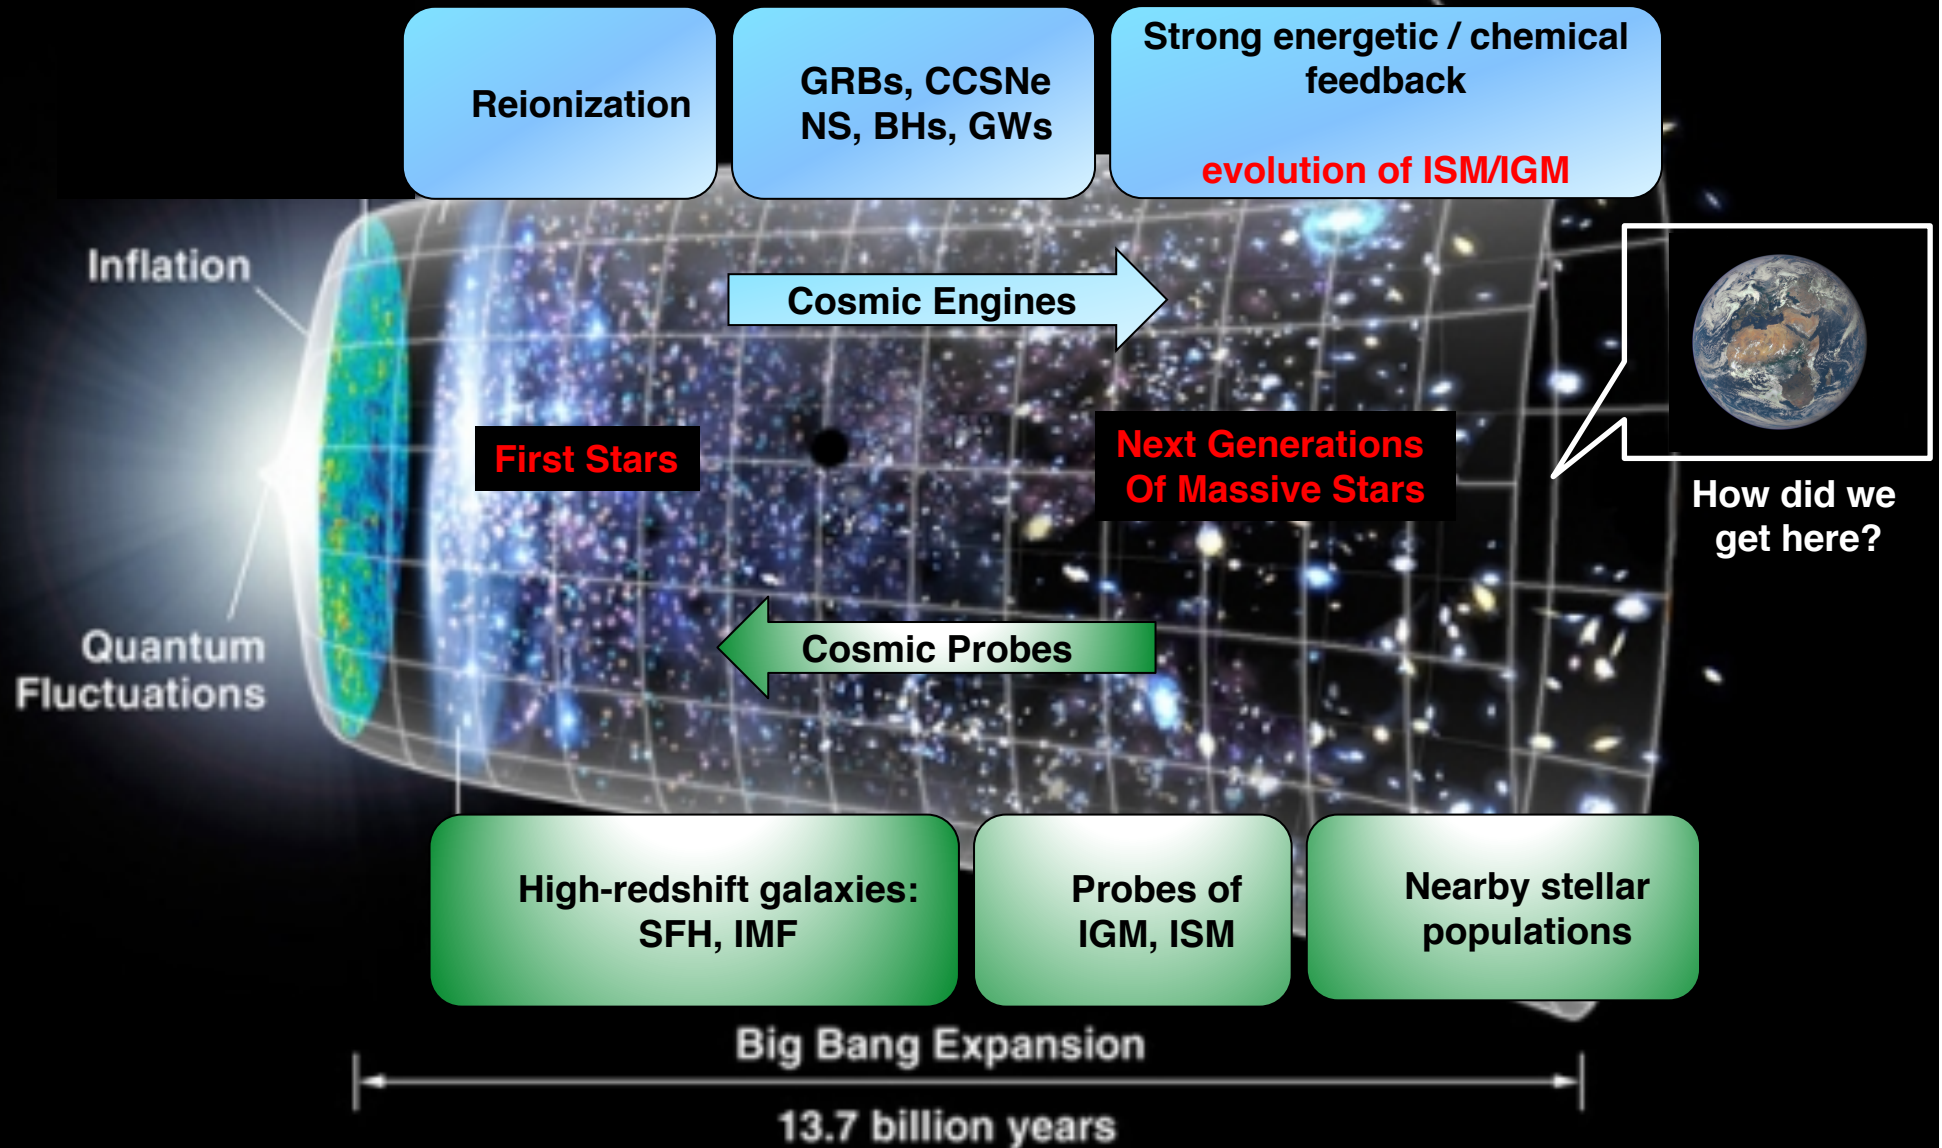 Reionization
GRBs, CCSNe
NS, BHs, GWs
Strong energetic / chemical
feedback
evolution of ISM/IGM
Inflation
Cosmic Engines
First Stars
Next Generations
Of Massive Stars
How did we
get here?
Quantum
Fluctuations
Cosmic Probes
High-redshift galaxies:
SFH, IMF
Probes of
IGM, ISM
Nearby stellar
populations
Big Bang Expansion
13.7 billion years